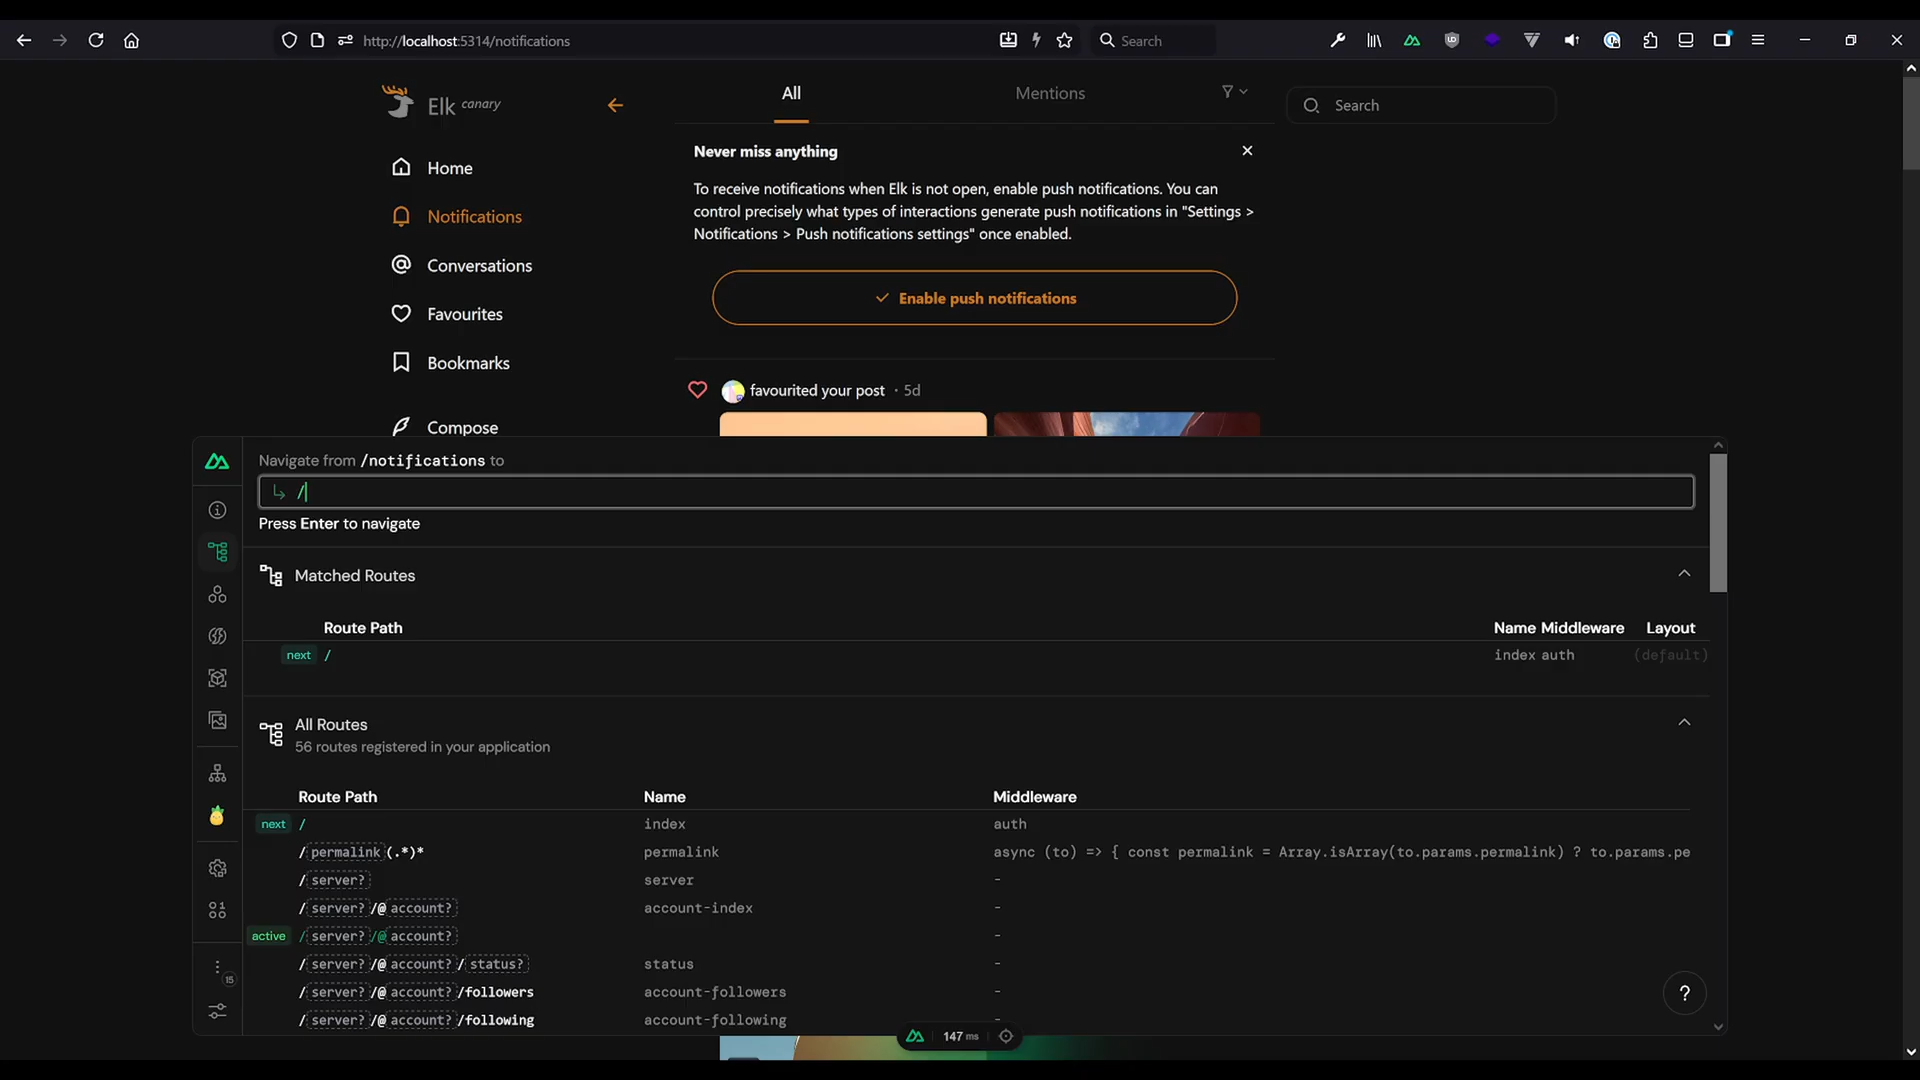 http://localhost:5314/notifications
Search
Elk canary
Home
Notifications
Conversations
Favourites
Bookmarks
Compose
All
Mentions
Search
Never miss anything
To receive notifications when Elk is not open, enable push notifications. You can
control precisely what types of interactions generate push notifications in "Settings >
Notifications > Push notifications settings" once enabled.
Enable push notifications
favourited your post · 5d
Navigate from /notifications to
/
Press Enter to navigate
Matched Routes
Route Path Name Middleware Layout
next / index auth (default)
All Routes
56 routes registered in your application
Route Path Name Middleware
next / index auth
/permalink(.*)* permalink async (to) => { const permalink = Array.isArray(to.params.permalink) ? to.params.pe
/server? server -
/server?/@account? account-index -
active /server?/@account? -
/server?/@account?/status? status -
/server?/@account?/followers account-followers -
/server?/@account?/following account-following -
15
?
147 ms